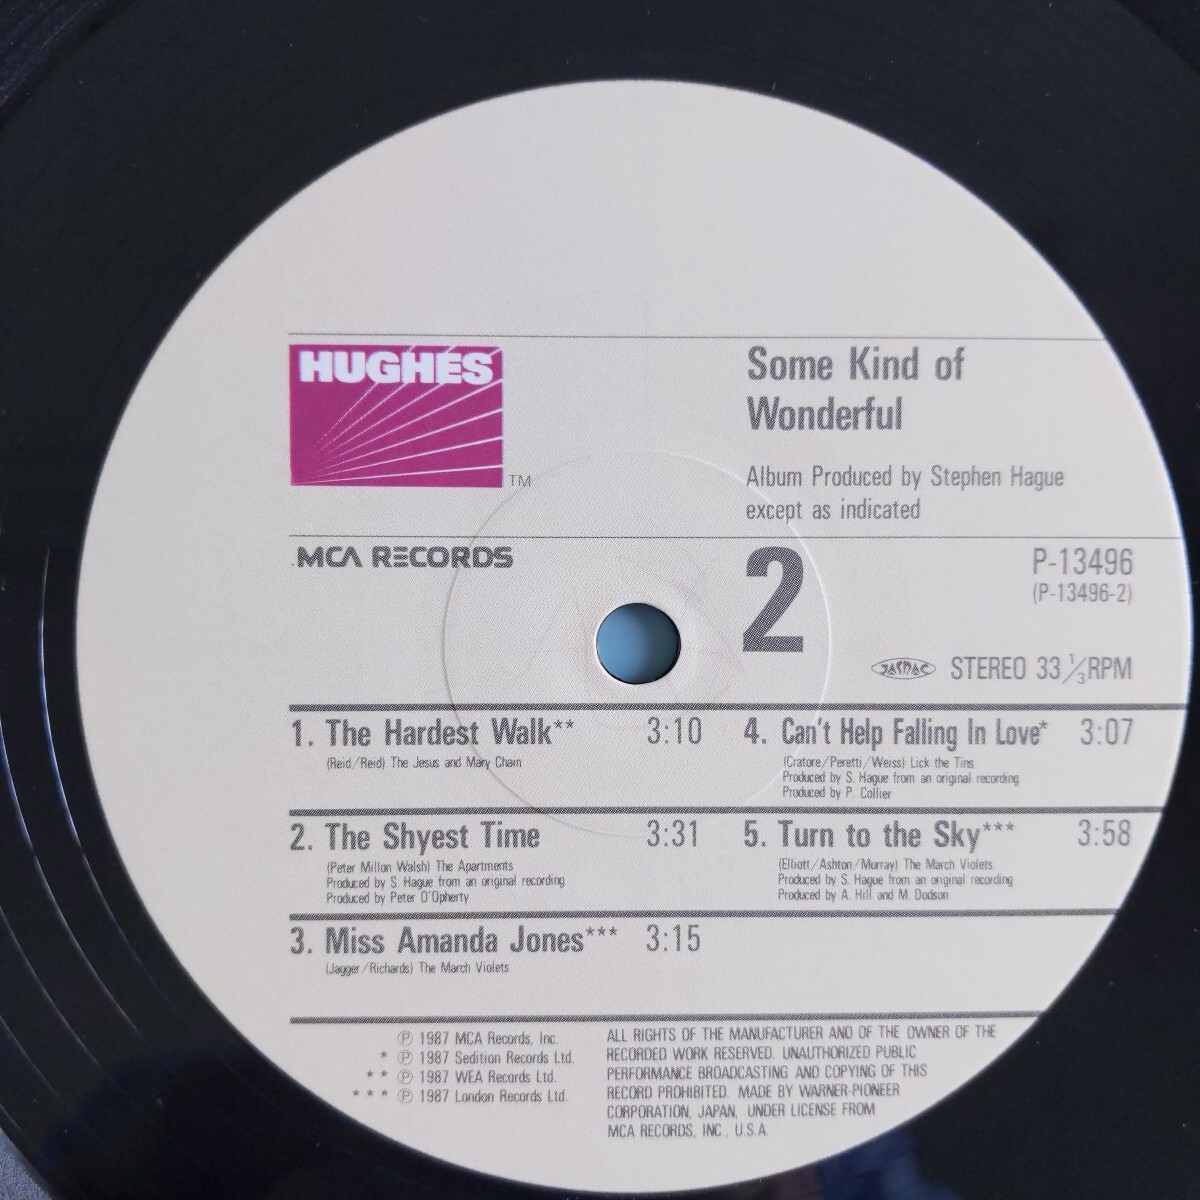 HUGHES
TM
Some Kind of
Wonderful
Album Produced by Stephen Hague
except as indicated
MCA RECORDS
2
P-13496
(P-13496-2)
JASRAC STEREO 33 1/3 RPM
1. The Hardest Walk** 3:10
(Reid/Reid) The Jesus and Mary Chain
2. The Shyest Time 3:31
(Peter Millon Walsh) The Apartments
Produced by S. Hague from an original recording
Produced by Peter O'Opherty
3. Miss Amanda Jones*** 3:15
(Jagger/Richards) The March Violets
4. Can't Help Falling In Love* 3:07
(Cratore/Peretti/Weiss) Lick the Tins
Produced by S. Hague from an original recording
Produced by P. Collier
5. Turn to the Sky*** 3:58
(Elliott/Ashton/Murray) The March Violets
Produced by S. Hague from an original recording
Produced by A. Hill and M. Dodson
Ⓟ 1987 MCA Records, Inc.
* Ⓟ 1987 Sedition Records Ltd.
** Ⓟ 1987 WEA Records Ltd.
*** Ⓟ 1987 London Records Ltd.
ALL RIGHTS OF THE MANUFACTURER AND OF THE OWNER OF THE
RECORDED WORK RESERVED. UNAUTHORIZED PUBLIC
PERFORMANCE BROADCASTING AND COPYING OF THIS
RECORD PROHIBITED. MADE BY WARNER-PIONEER
CORPORATION, JAPAN, UNDER LICENSE FROM
MCA RECORDS, INC., U.S.A.